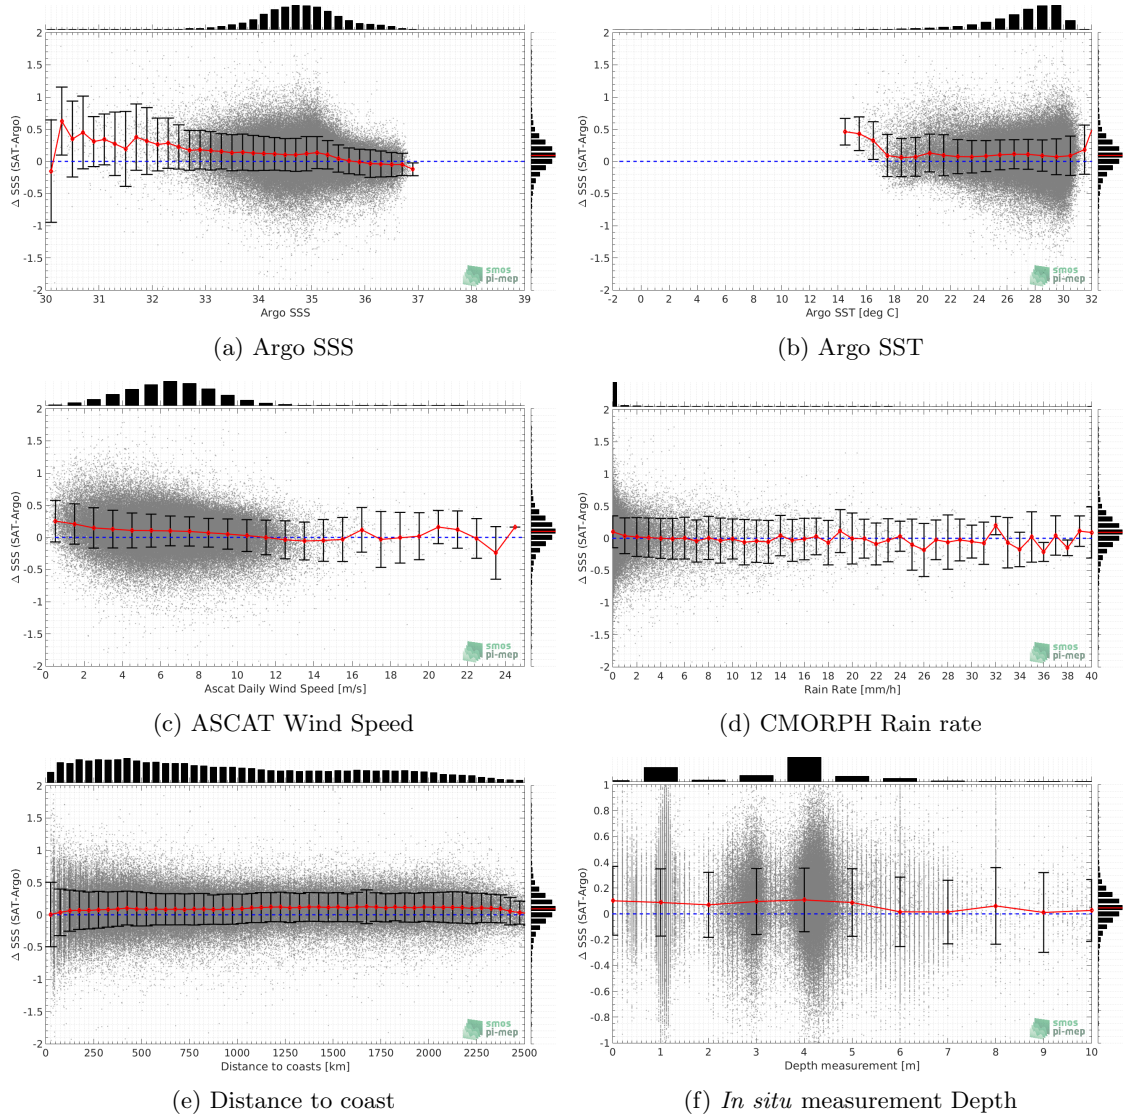 2
1.5
1
0.5
0
-0.5
-1
-1.5
-2
Δ SSS (SAT-Argo)
30 31 32 33 34 35 36 37 38 39
Argo SSS
smos
pi-mep
(a) Argo SSS
2
1.5
1
0.5
0
-0.5
-1
-1.5
-2
Δ SSS (SAT-Argo)
-2 0 2 4 6 8 10 12 14 16 18 20 22 24 26 28 30 32
Argo SST [deg C]
smos
pi-mep
(b) Argo SST
2
1.5
1
0.5
0
-0.5
-1
-1.5
-2
Δ SSS (SAT-Argo)
0 2 4 6 8 10 12 14 16 18 20 22 24
Ascat Daily Wind Speed [m/s]
smos
pi-mep
(c) ASCAT Wind Speed
2
1.5
1
0.5
0
-0.5
-1
-1.5
-2
Δ SSS (SAT-Argo)
0 2 4 6 8 10 12 14 16 18 20 22 24 26 28 30 32 34 36 38 40
Rain Rate [mm/h]
smos
pi-mep
(d) CMORPH Rain rate
2
1.5
1
0.5
0
-0.5
-1
-1.5
-2
Δ SSS (SAT-Argo)
0 250 500 750 1000 1250 1500 1750 2000 2250 2500
Distance to coasts [km]
smos
pi-mep
(e) Distance to coast
1
0.8
0.6
0.4
0.2
0
-0.2
-0.4
-0.6
-0.8
-1
Δ SSS (SAT-Argo)
0 1 2 3 4 5 6 7 8 9 10
Depth measurement [m]
smos
pi-mep
(f) In situ measurement Depth